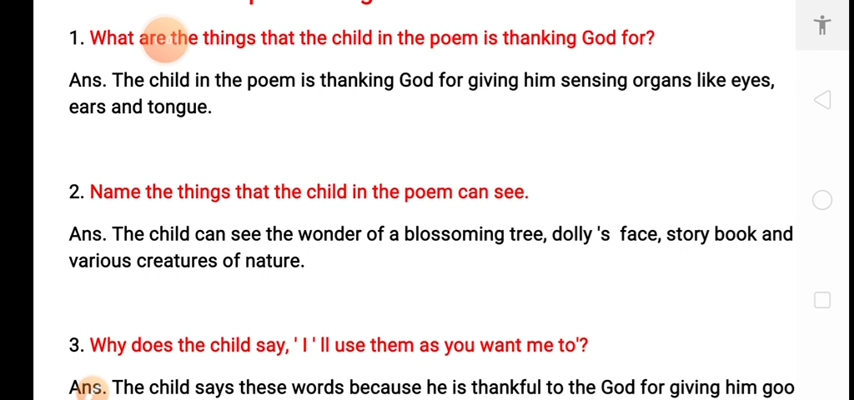 1. What are the things that the child in the poem is thanking God for?
Ans. The child in the poem is thanking God for giving him sensing organs like eyes,
ears and tongue.
2. Name the things that the child in the poem can see.
Ans. The child can see the wonder of a blossoming tree, dolly 's face, story book and
various creatures of nature.
3. Why does the child say, ' I ' ll use them as you want me to'?
Ans. The child says these words because he is thankful to the God for giving him goo